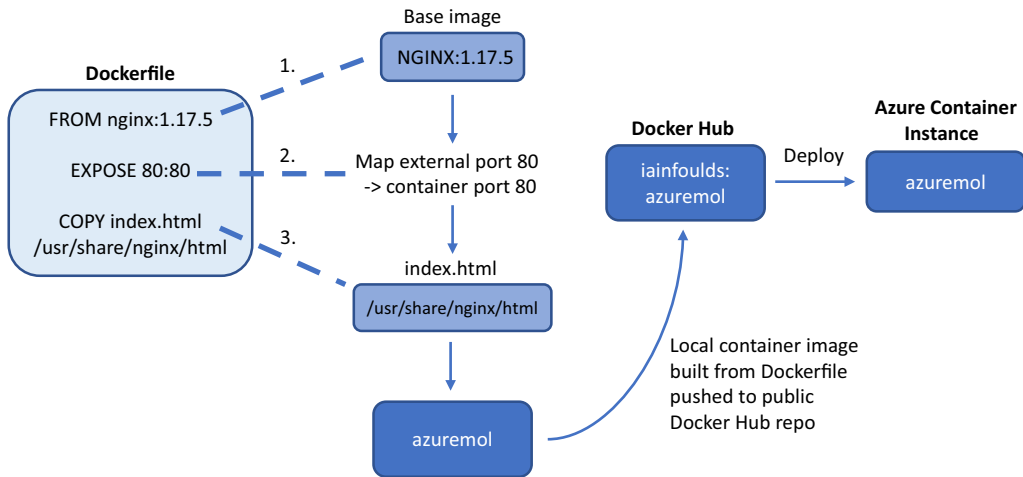 Dockerfile
FROM nginx:1.17.5
EXPOSE 80:80
COPY index.html
/usr/share/nginx/html
1.
2.
3.
Base image
NGINX:1.17.5
Map external port 80
-> container port 80
index.html
/usr/share/nginx/html
azuremol
Local container image
built from Dockerfile
pushed to public
Docker Hub repo
Docker Hub
iainfoulds:
azuremol
Deploy
Azure Container
Instance
azuremol